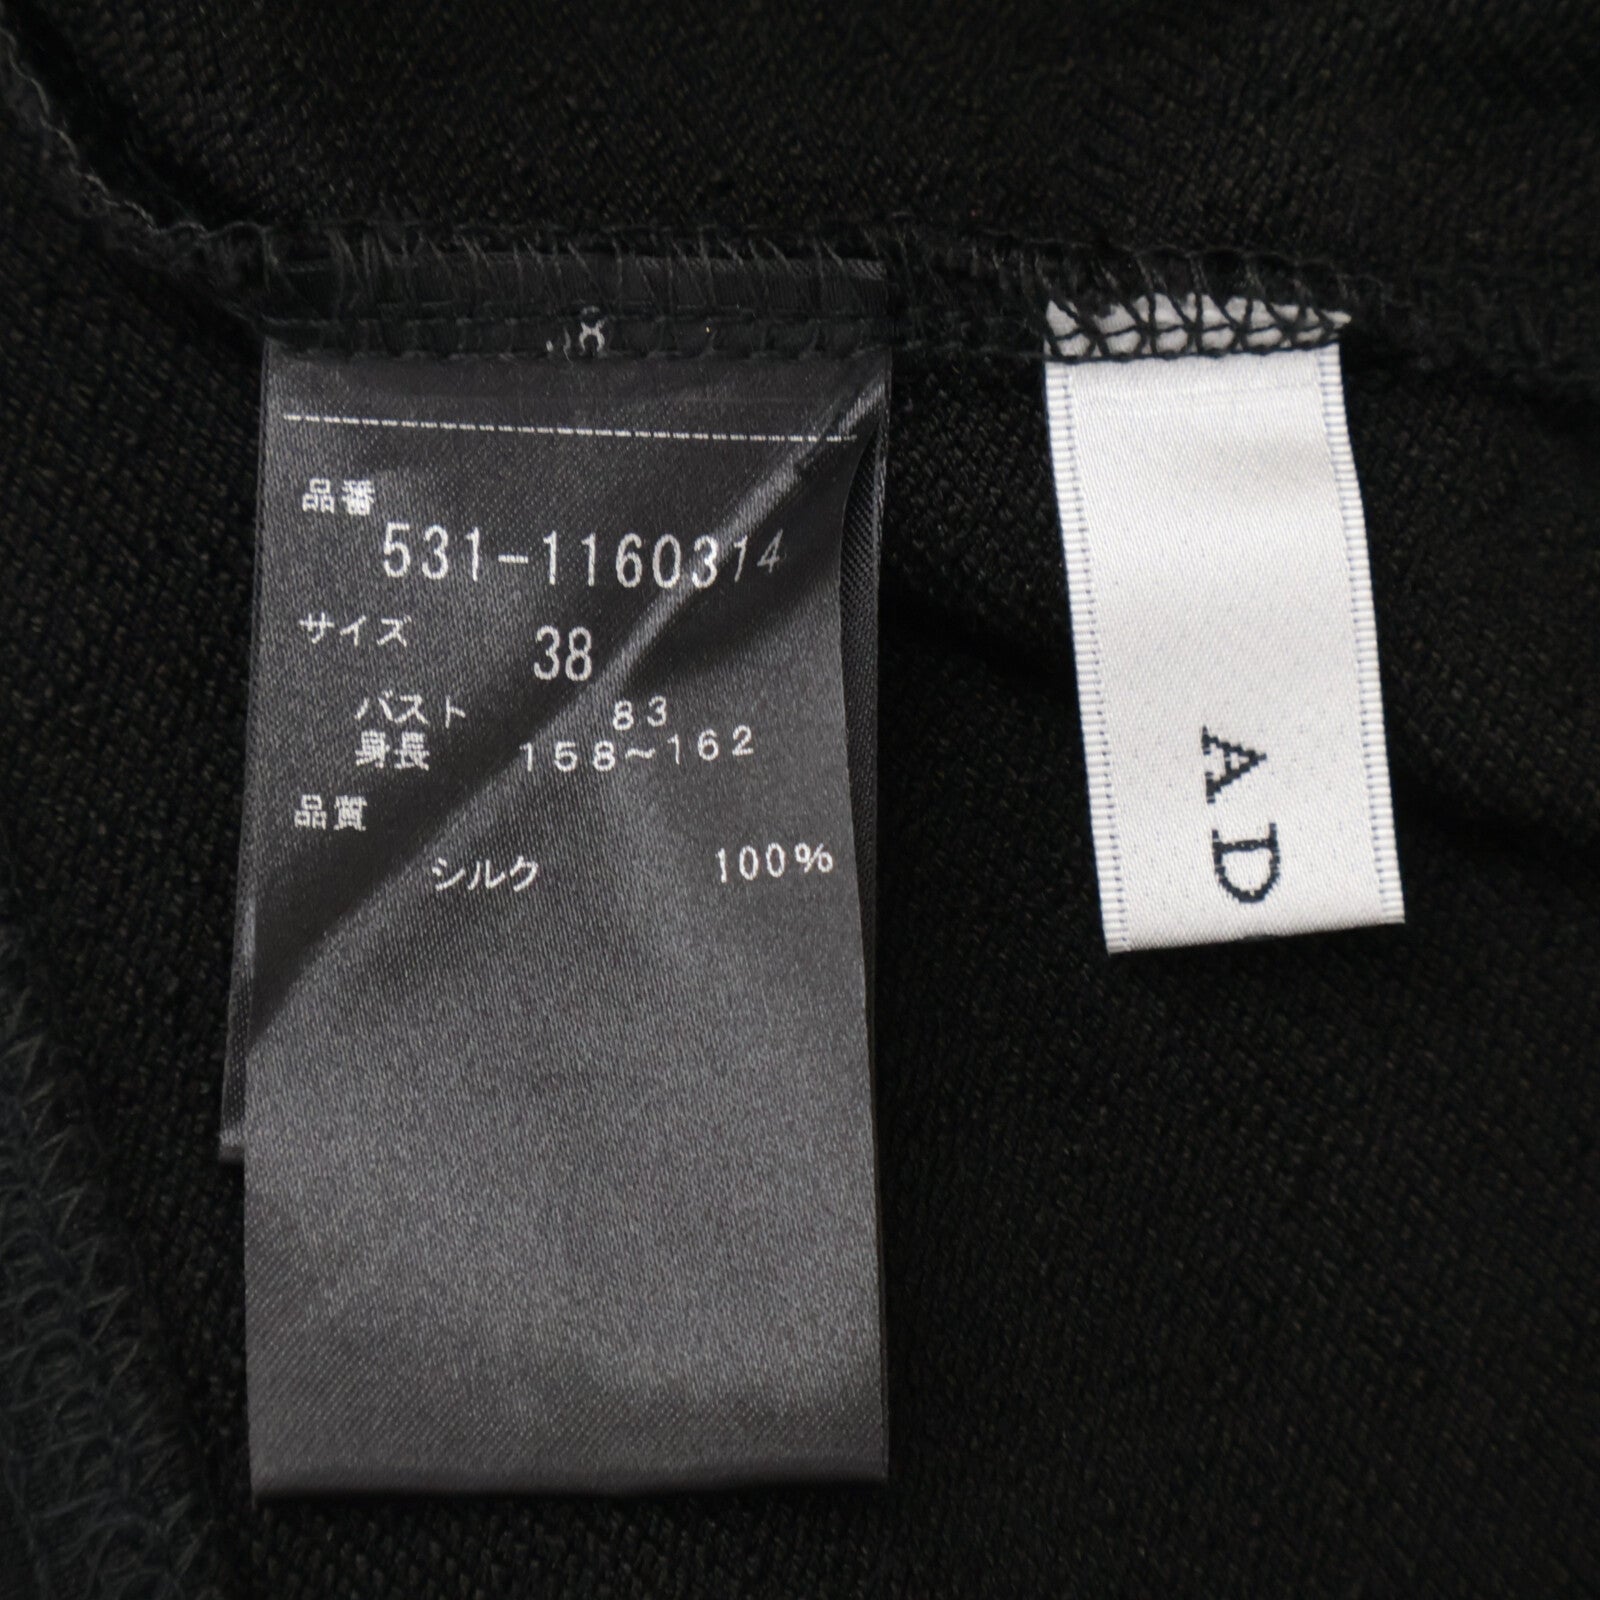 品番
531-1160314
サイズ 38
バスト 83
身長 158~162
品質
シルク 100%
AD